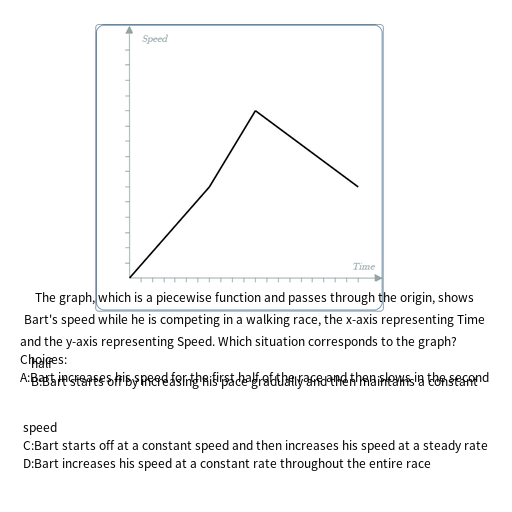 Speed
Time
The graph, which is a piecewise function and passes through the origin, shows
Bart's speed while he is competing in a walking race, the x-axis representing Time
and the y-axis representing Speed. Which situation corresponds to the graph?
Choices:
half
A:Bart increases his speed for the first half of the race and then slows in the second
B:Bart starts off by increasing his pace gradually and then maintains a constant
speed
C:Bart starts off at a constant speed and then increases his speed at a steady rate
D:Bart increases his speed at a constant rate throughout the entire race